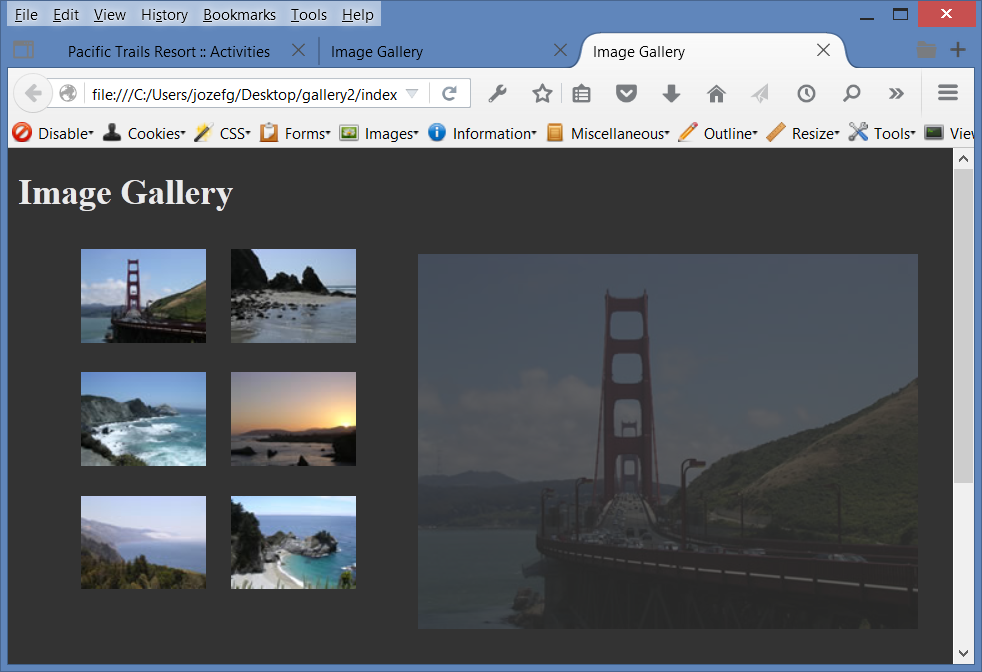 File Edit View History Bookmarks Tools Help
Pacific Trails Resort :: Activities Image Gallery Image Gallery
file:///C:/Users/jozefg/Desktop/gallery2/index
Disable Cookies CSS Forms Images Information Miscellaneous Outline Resize Tools View
Image Gallery